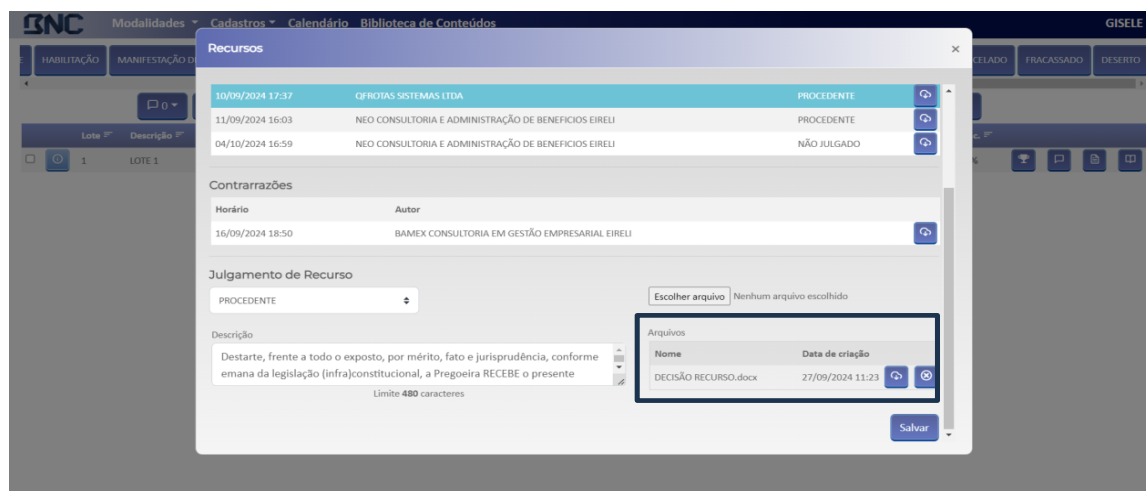 BNC Modalidades Cadastros Calendário Biblioteca de Conteúdos GISELE
HABILITAÇÃO MANIFESTAÇÃO FRACASSADO DESERTO
Recursos
0
Lote Descrição
1 LOTE 1
10/09/2024 17:37 QFROTAS SISTEMAS LTDA PROCEDENTE
11/09/2024 16:03 NEO CONSULTORIA E ADMINISTRAÇÃO DE BENEFICIOS EIRELI PROCEDENTE
04/10/2024 16:59 NEO CONSULTORIA E ADMINISTRAÇÃO DE BENEFICIOS EIRELI NÃO JULGADO
Contrarrazões
Horário Autor
16/09/2024 18:50 BAMEX CONSULTORIA EM GESTÃO EMPRESARIAL EIRELI
Julgamento de Recurso
PROCEDENTE
Escolher arquivo Nenhum arquivo escolhido
Descrição
Destarte, frente a todo o exposto, por mérito, fato e jurisprudência, conforme
emana da legislação (infra)constitucional, a Pregoeira RECEBE o presente
Limite 480 caracteres
Arquivos
Nome Data de criação
DECISÃO RECURSO.docx 27/09/2024 11:23
Salvar